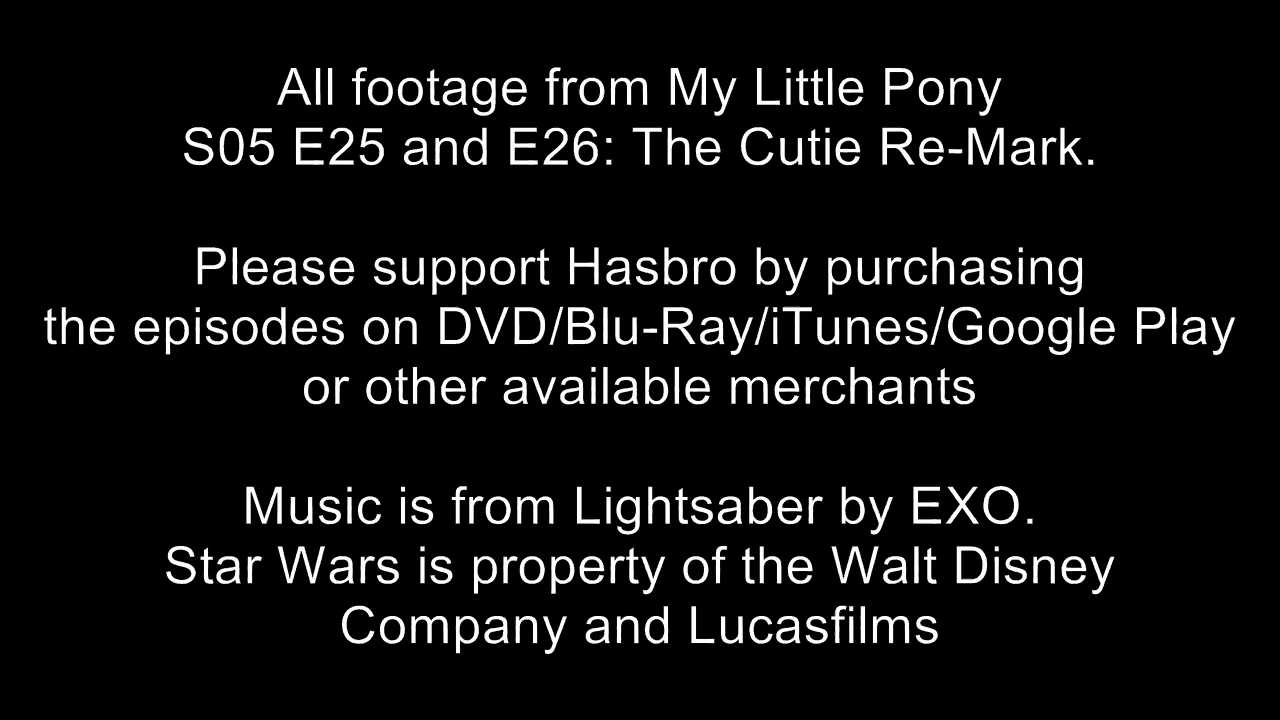 All footage from My Little Pony
S05 E25 and E26: The Cutie Re-Mark.
Please support Hasbro by purchasing
the episodes on DVD/Blu-Ray/iTunes/Google Play
or other available merchants
Music is from Lightsaber by EXO.
Star Wars is property of the Walt Disney
Company and Lucasfilms